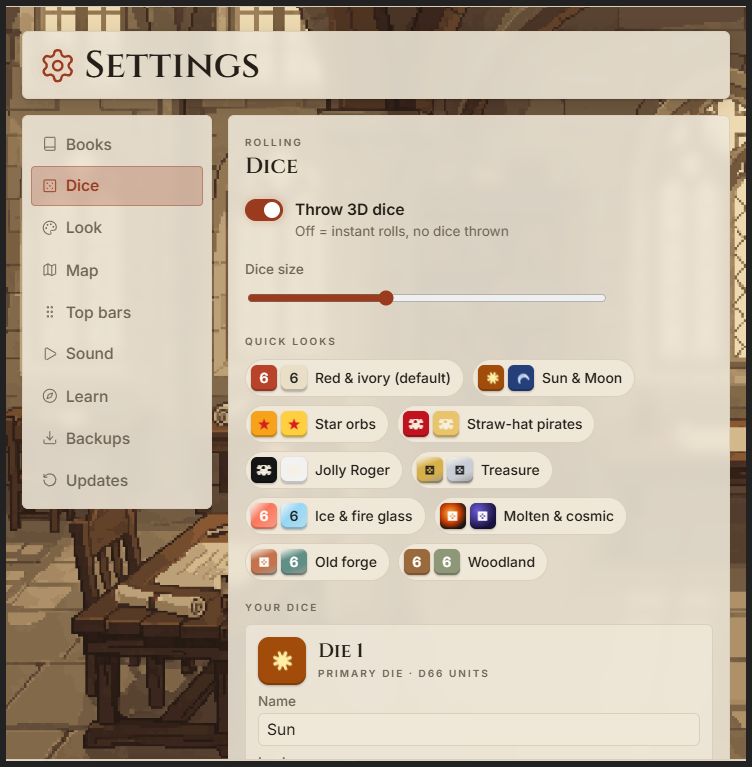 Settings
Books
Dice
Look
Map
Top bars
Sound
Learn
Backups
Updates
ROLLING
Dice
Throw 3D dice
Off = instant rolls, no dice thrown
Dice size
QUICK LOOKS
6 6 Red & ivory (default)
Sun & Moon
Star orbs
Straw-hat pirates
Jolly Roger
Treasure
6 6 Ice & fire glass
Molten & cosmic
6 Old forge
6 6 Woodland
YOUR DICE
Die 1
PRIMARY DIE · D66 UNITS
Name
Sun